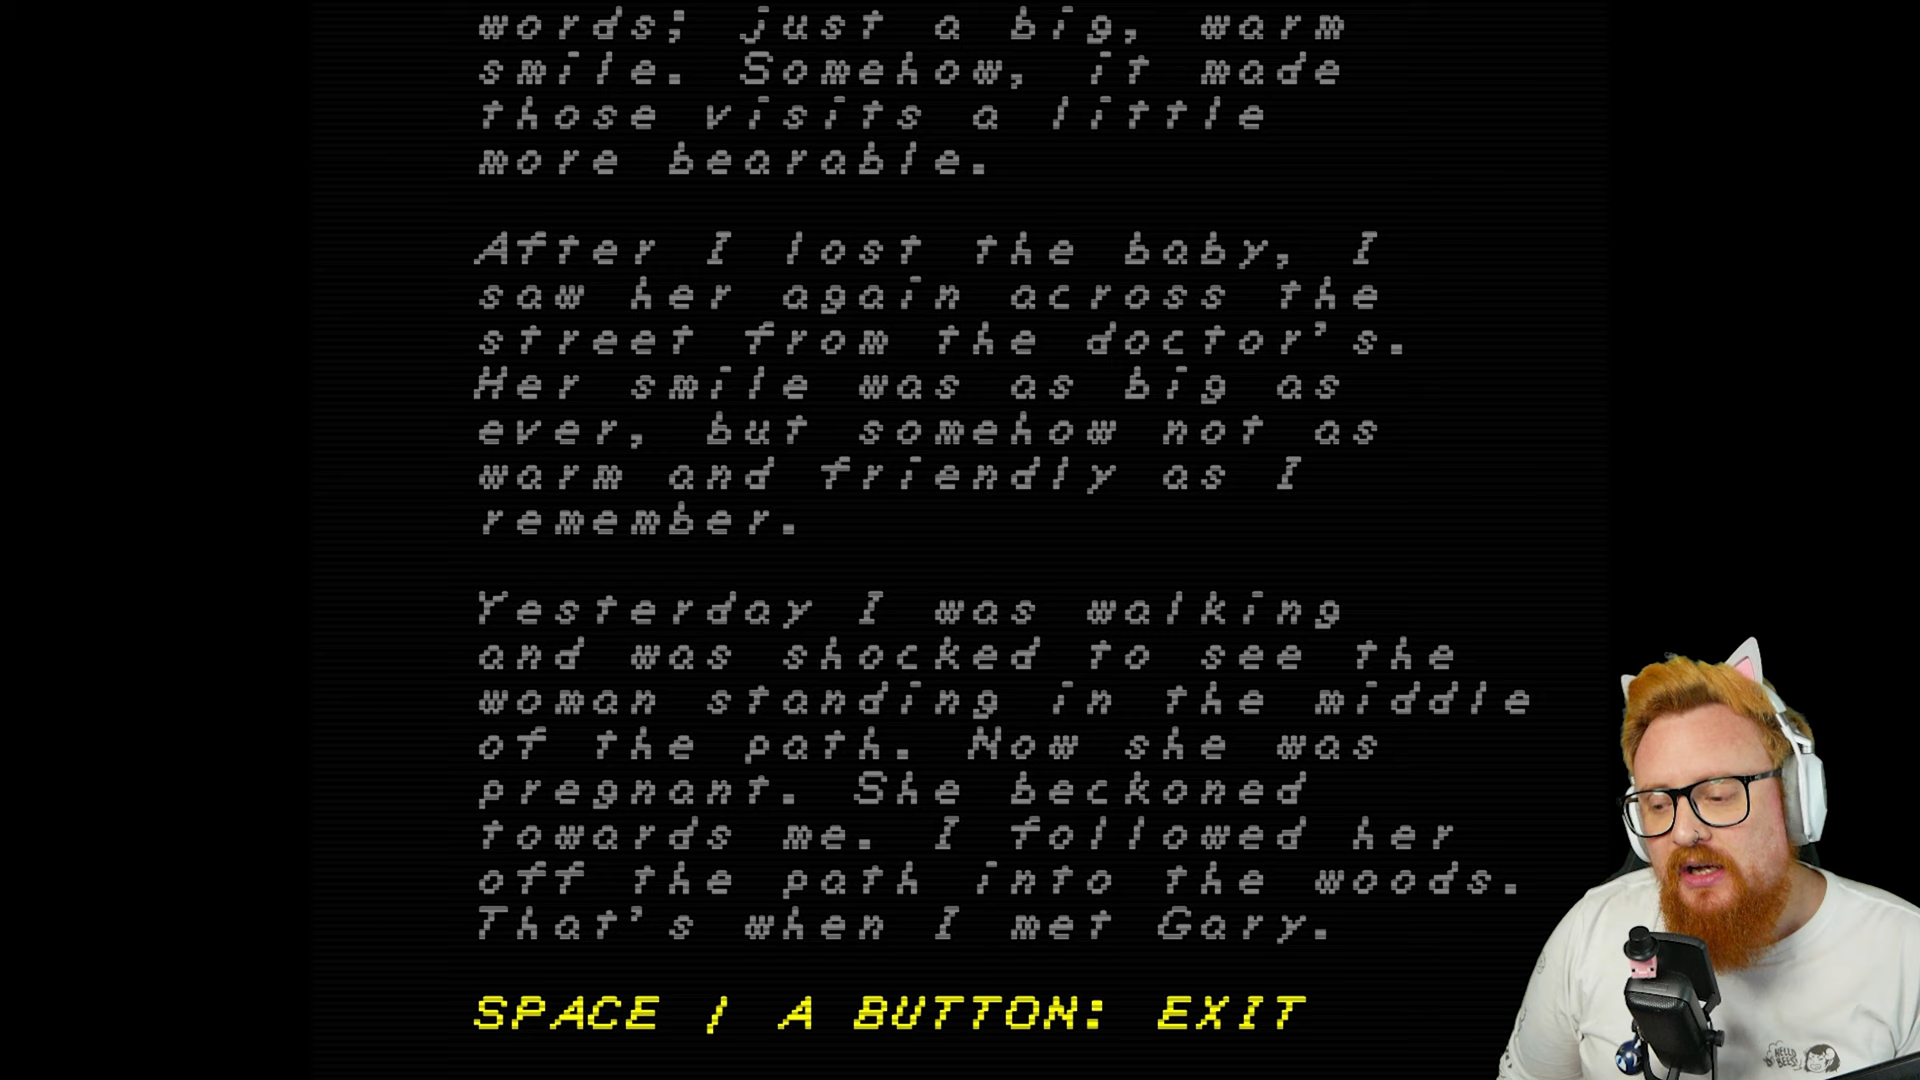 words; just a big, warm
smile. Somehow, it made
those visits a little
more bearable.
After I lost the baby, I
saw her again across the
street from the doctor's.
Her smile was as big as
ever, but somehow not as
warm and friendly as I
remember.
Yesterday I was walking
and was shocked to see the
woman standing in the middle
of the path. Now she was
pregnant. She beckoned
towards me. I followed her
off the path into the woods.
That's when I met Gary.
SPACE / A BUTTON: EXIT
HELLO
BEES!